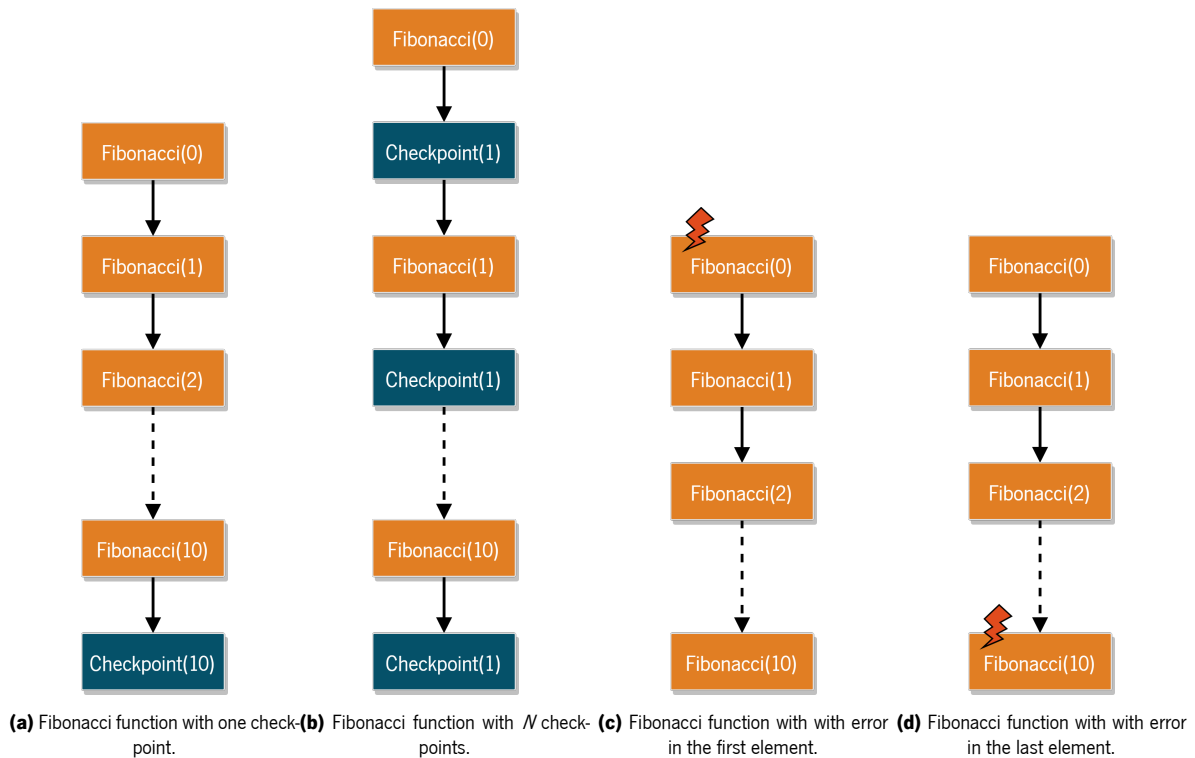 Fibonacci(0)
Fibonacci(1)
Fibonacci(2)
Fibonacci(10)
Checkpoint(10)
(a) Fibonacci function with one check-
point.
Fibonacci(0)
Checkpoint(1)
Fibonacci(1)
Checkpoint(1)
Fibonacci(10)
Checkpoint(1)
(b) Fibonacci function with N check-
points.
Fibonacci(0)
Fibonacci(1)
Fibonacci(2)
Fibonacci(10)
(c) Fibonacci function with with error
in the first element.
Fibonacci(0)
Fibonacci(1)
Fibonacci(2)
Fibonacci(10)
(d) Fibonacci function with with error
in the last element.